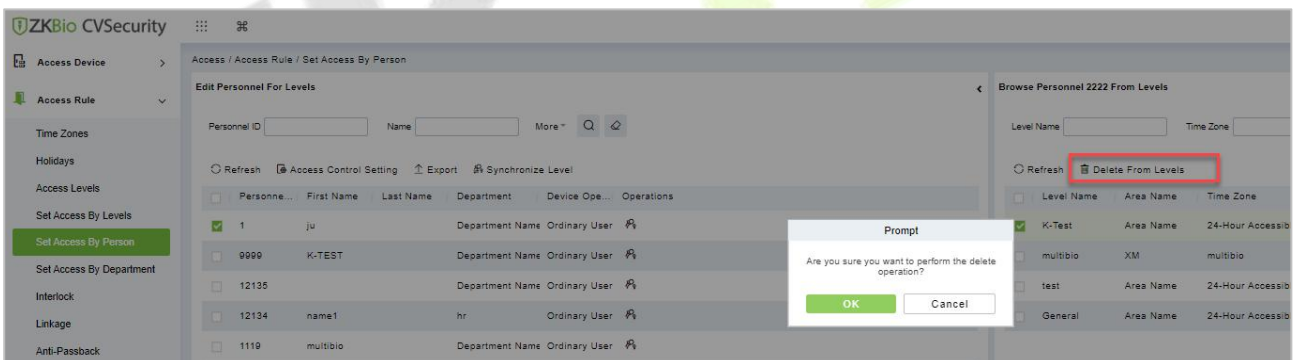 ZKBio CVSecurity
Access Device
Access Rule
Time Zones
Holidays
Access Levels
Set Access By Levels
Set Access By Person
Set Access By Department
Interlock
Linkage
Anti-Passback
Access / Access Rule / Set Access By Person
Edit Personnel For Levels
Personnel ID Name More
Refresh Access Control Setting Export Synchronize Level
Personne... First Name Last Name Department Device Ope... Operations
1 ju Department Name Ordinary User
9999 K-TEST Department Name Ordinary User
12135 Department Name Ordinary User
12134 name1 hr Ordinary User
1119 multibio Department Name Ordinary User
Prompt
Are you sure you want to perform the delete
operation?
OK Cancel
Browse Personnel 2222 From Levels
Level Name Time Zone
Refresh Delete From Levels
Level Name Area Name Time Zone
K-Test Area Name 24-Hour Accessib
multibio XM multibio
test Area Name 24-Hour Accessib
General Area Name 24-Hour Accessib